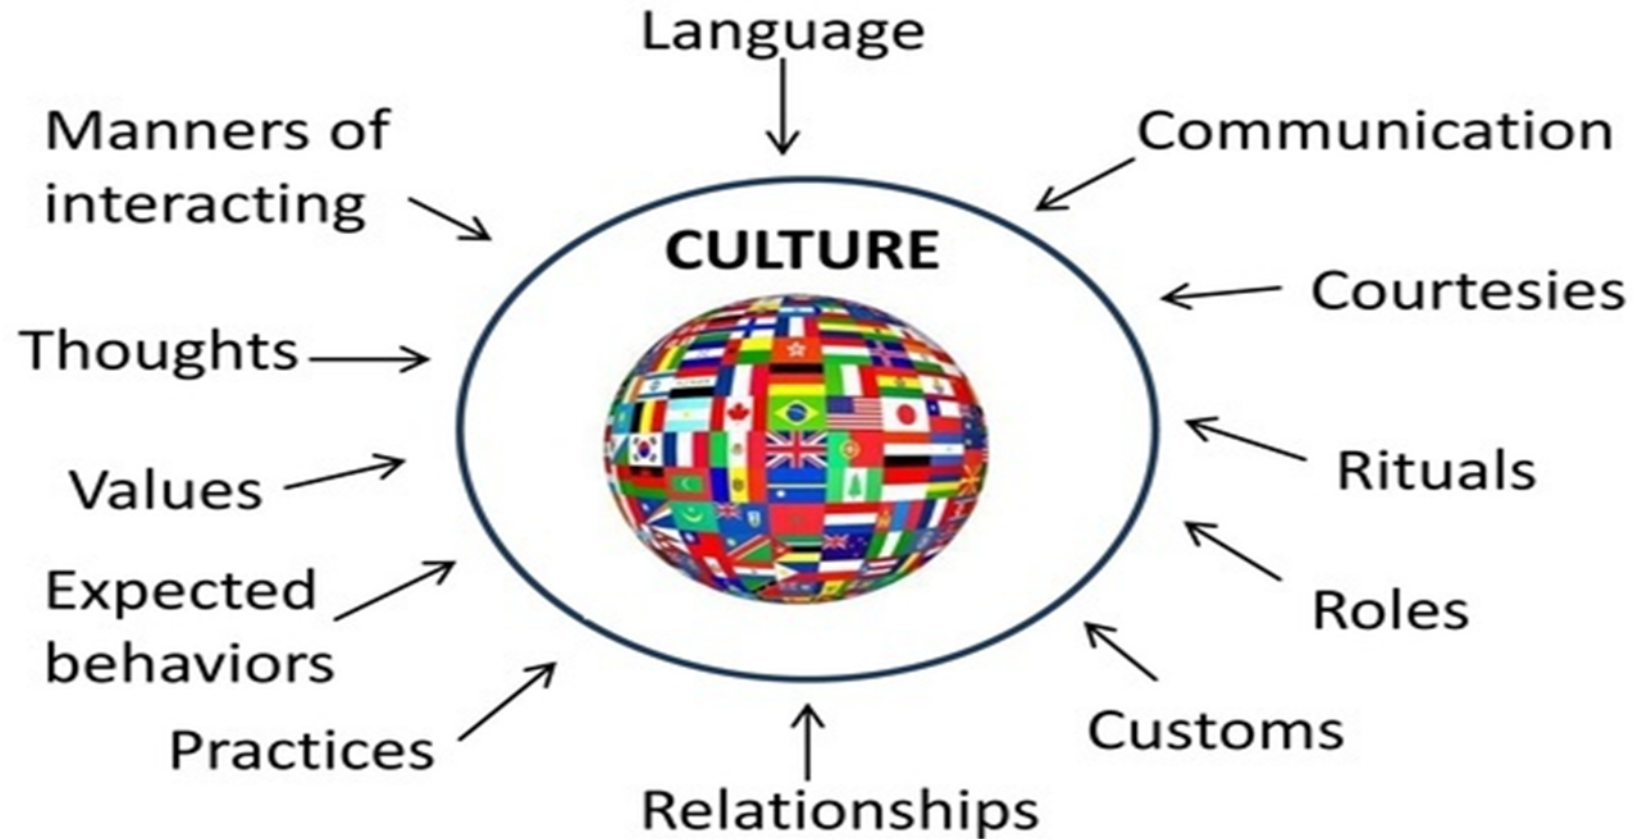 Language
Manners of
interacting
Communication
CULTURE
Courtesies
Thoughts
Values
Rituals
Expected
behaviors
Roles
Practices
Customs
Relationships